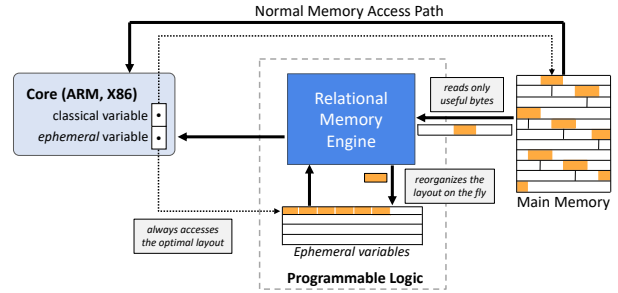 Normal Memory Access Path
Core (ARM, X86)
classical variable
ephemeral variable
Relational
Memory
Engine
reads only
useful bytes
reorganizes the
layout on the fly
Main Memory
always accesses
the optimal layout
Ephemeral variables
Programmable Logic